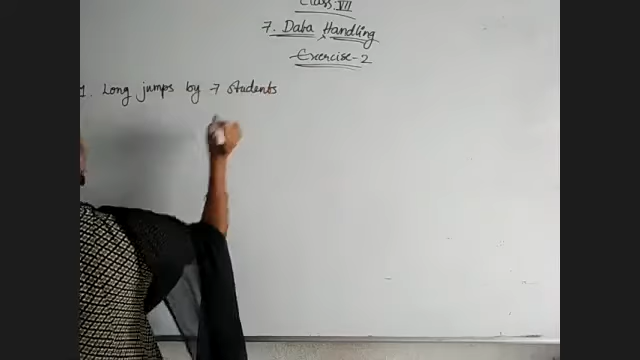 Class: VII
7. Data Handling
Exercise-2
1. Long jumps by 7 students